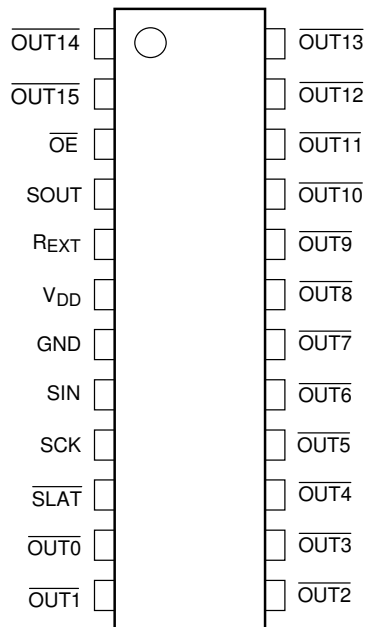 OUT14 OUT13
OUT15 OUT12
OE OUT11
SOUT OUT10
REXT OUT9
VDD OUT8
GND OUT7
SIN OUT6
SCK OUT5
SLAT OUT4
OUT0 OUT3
OUT1 OUT2